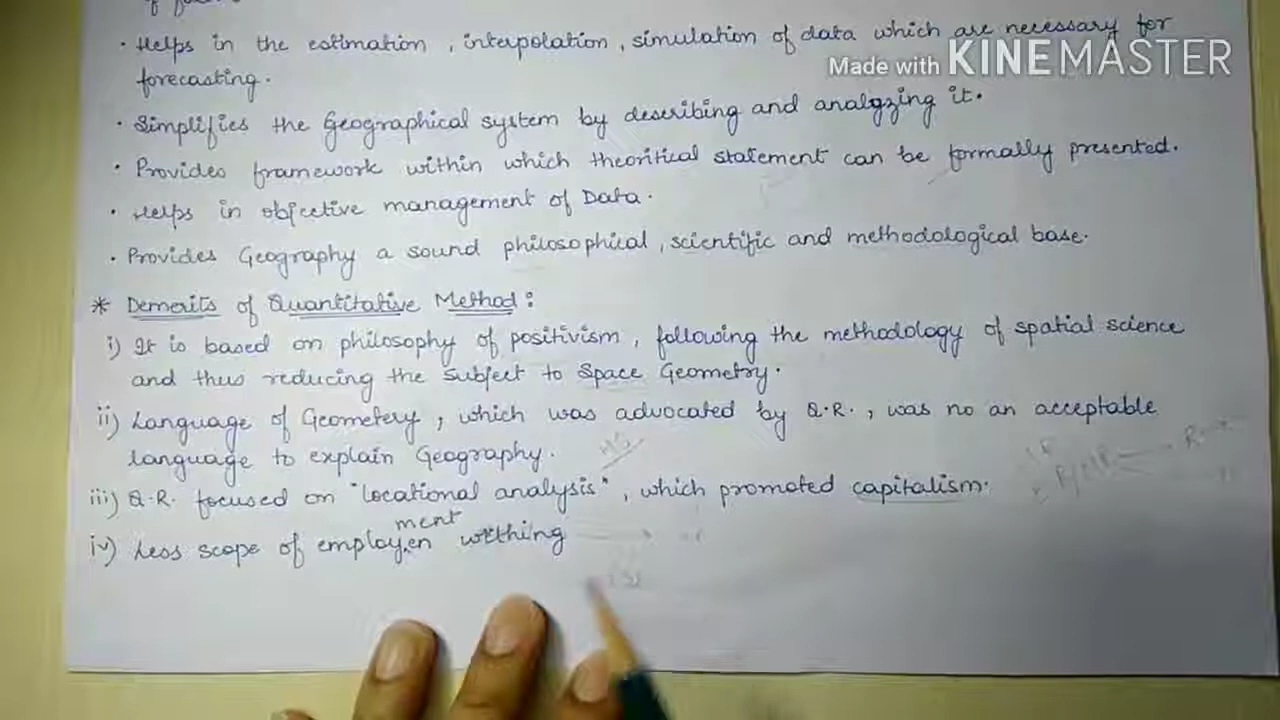 Helps in the estimation, interpolation, simulation of data which are necessary for
Made with KINEMASTER
forecasting.
· Simplifies the Geographical system by describing and analyzing it.
· Provides framework within which theoritical statement can be formally presented.
· Helps in objective management of Data.
· Provides Geography a sound philosophical, scientific and methodological base.
* Demerits of Quantitative Method:
i) It is based on philosophy of positivism, following the methodology of spatial science
and thus reducing the subject to Space Geometry.
ii) Language of Geometery, which was advocated by Q.R., was no an acceptable
language to explain Geography.
iii) Q.R. focused on "locational analysis", which promoted capitalism.
ment
iv) Less scope of employ en